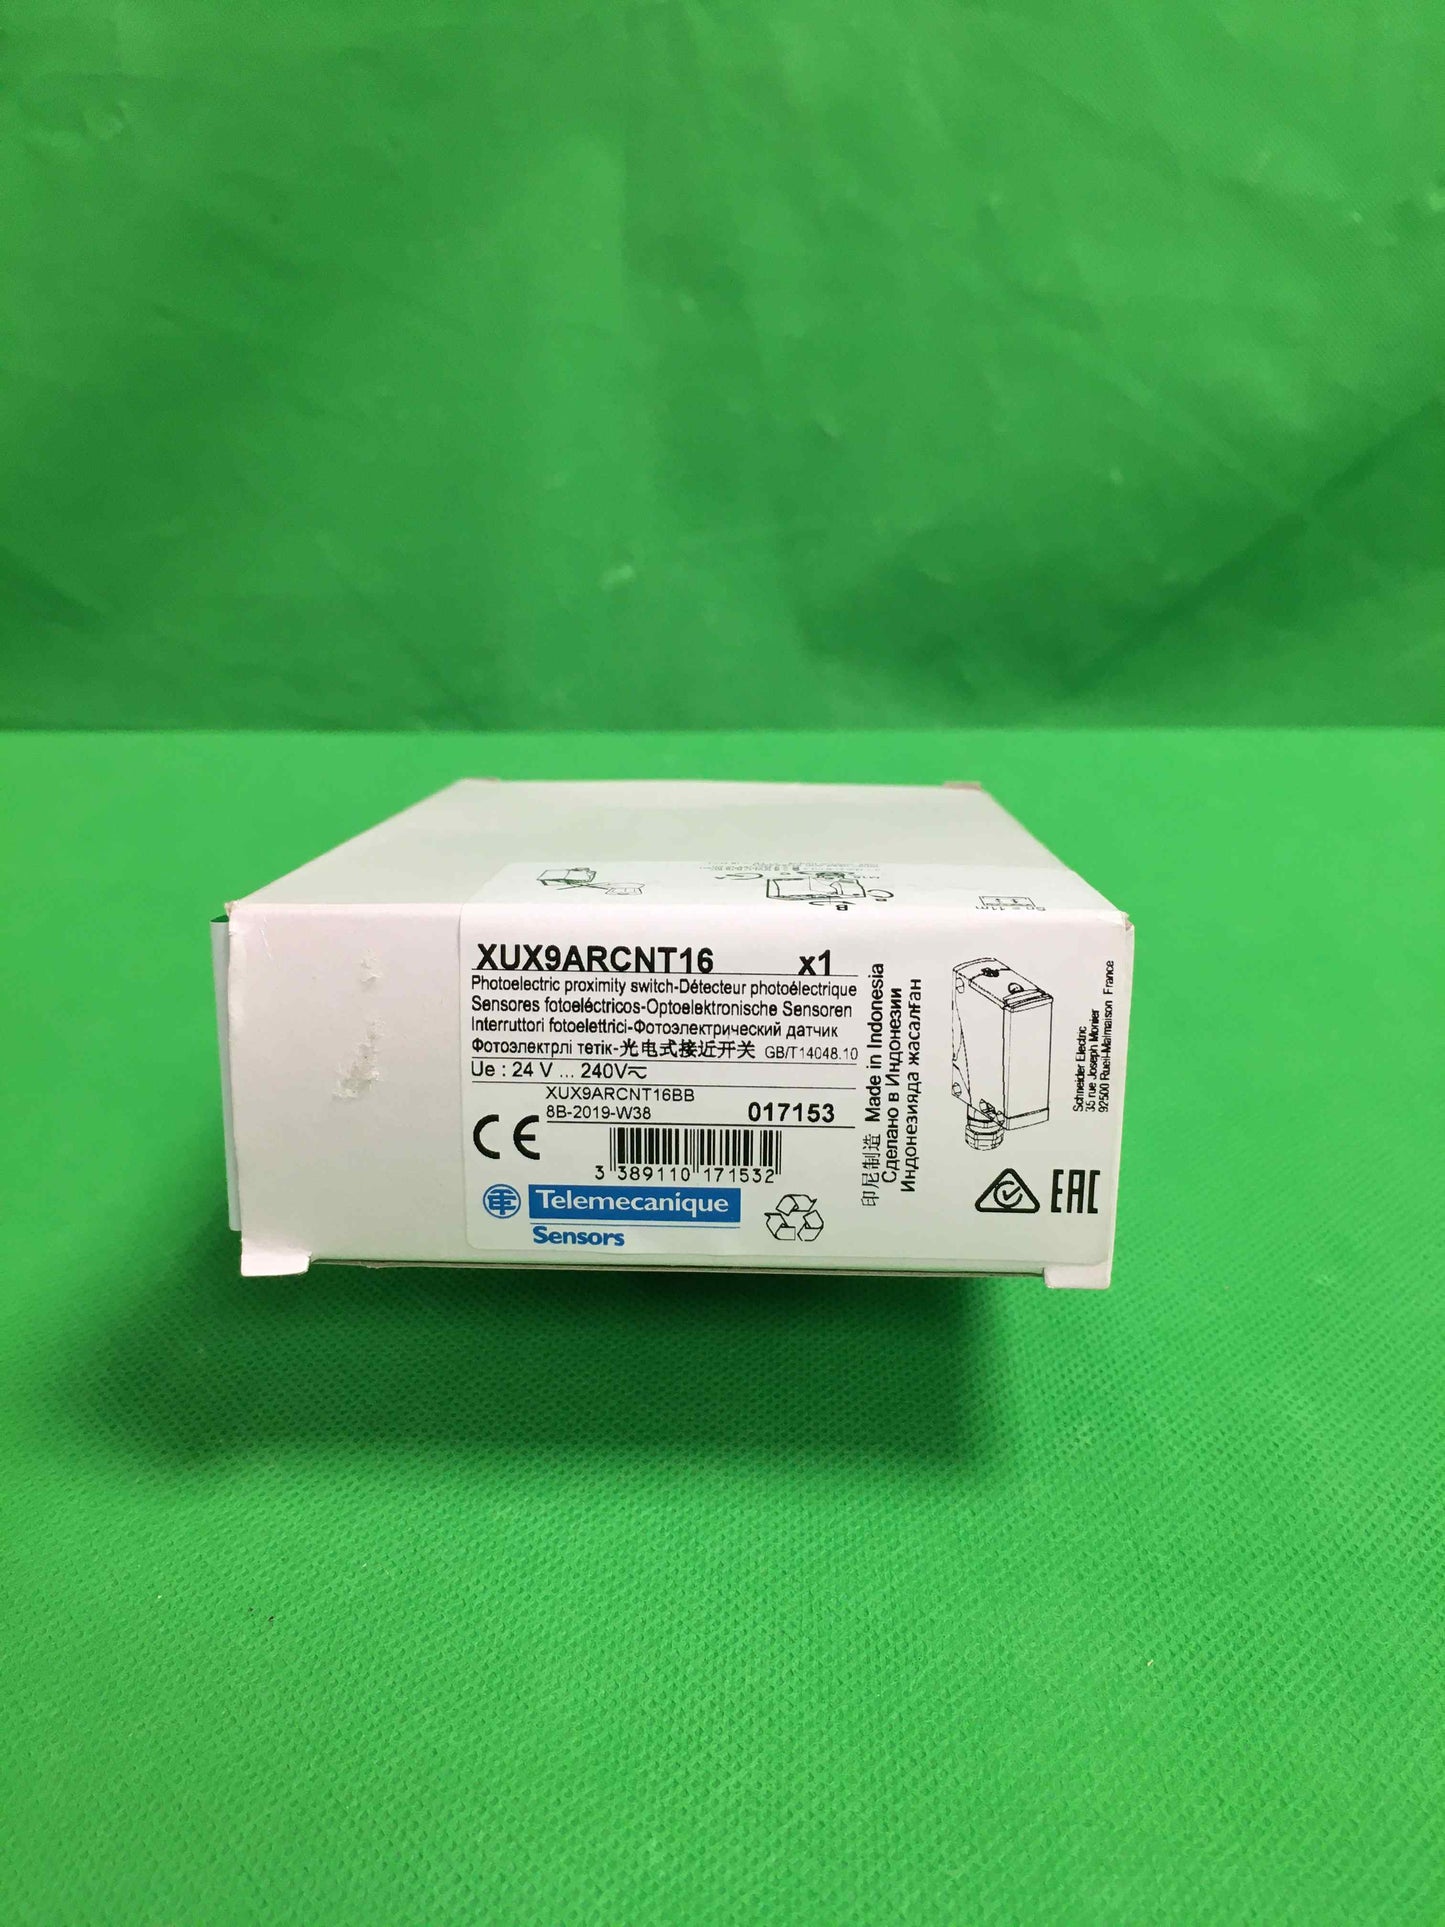 Sn = 11m
B
XUX9ARCNT16 x1
Photoelectric proximity switch-Détecteur photoélectrique
Sensores fotoeléctricos-Optoelektronische Sensoren
Interruttori fotoelettrici-Фотоэлектрический датчик
Фотоэлектрлі тетік-光电式接近开关 GB/T14048.10
Ue : 24 V ... 240V
XUX9ARCNT16BB
8B-2019-W38 017153
CE
3 389110 171532
Telemecanique
Sensors
印尼制造 Made in Indonesia
Сделано в Индонезии
Индонезияда жасалған
Schneider Electric
35 rue Joseph Monier
92500 Rueil-Malmaison France
EAC